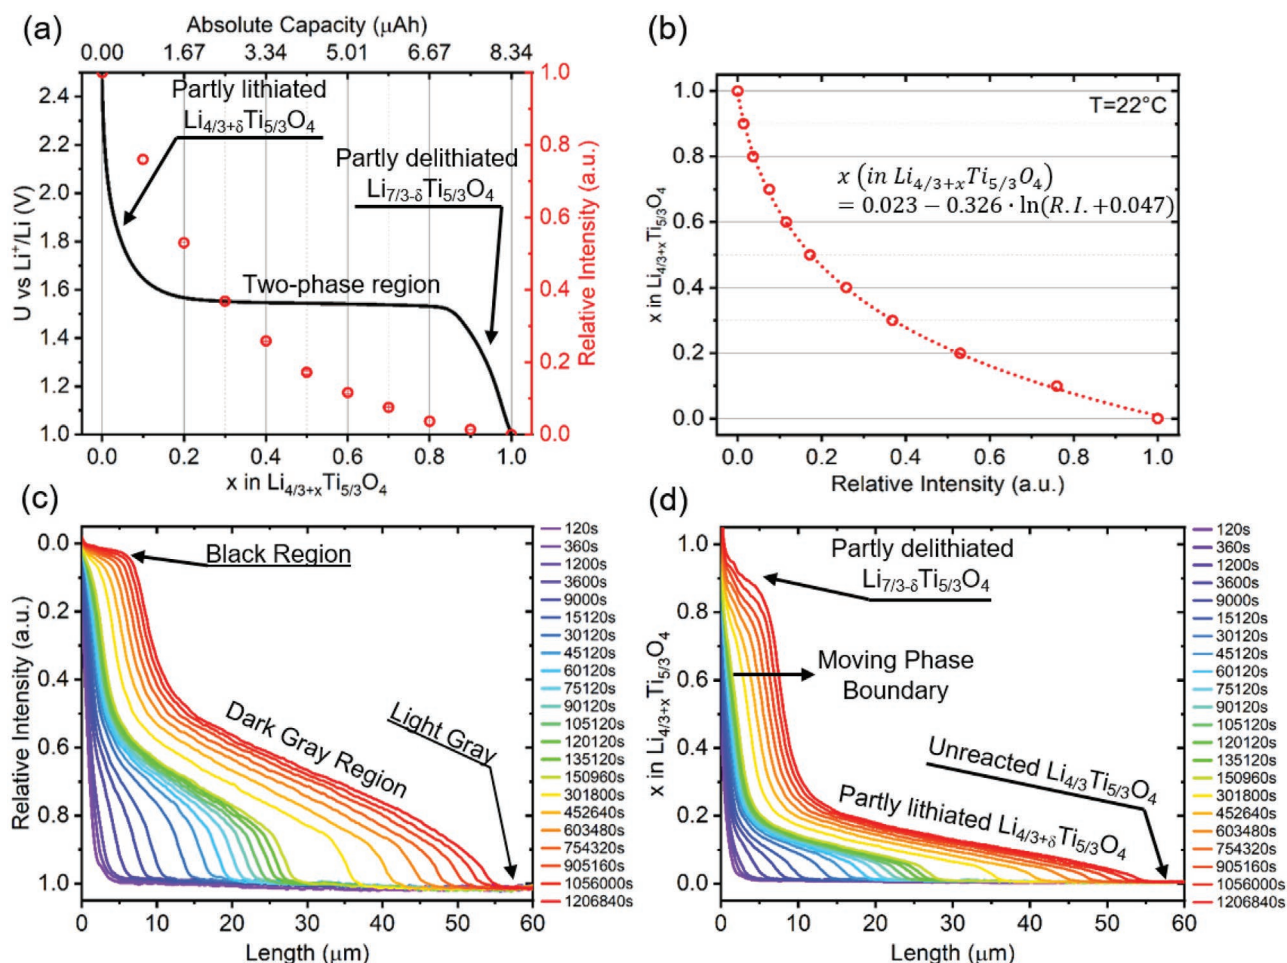 (a)
Absolute Capacity (μAh)
0.00 1.67 3.34 5.01 6.67 8.34
2.4
2.2
2.0
1.8
1.6
1.4
1.2
1.0
U vs Li⁺/Li (V)
Partly lithiated
Li4/3+δTi5/3O4
Partly delithiated
Li7/3-δTi5/3O4
Two-phase region
1.0
0.8
0.6
0.4
0.2
0.0
Relative Intensity (a.u.)
0.0 0.2 0.4 0.6 0.8 1.0
x in Li4/3+xTi5/3O4
(b)
1.0
0.8
0.6
0.4
0.2
0.0
x in Li4/3+xTi5/3O4
T=22°C
x (in Li4/3+xTi5/3O4)
= 0.023 − 0.326 · ln(R.I.+0.047)
0.0 0.2 0.4 0.6 0.8 1.0
Relative Intensity (a.u.)
(c)
0.0
0.2
0.4
0.6
0.8
1.0
Relative Intensity (a.u.)
Black Region
Dark Gray Region
Light Gray
0 10 20 30 40 50 60
Length (μm)
120s
360s
1200s
3600s
9000s
15120s
30120s
45120s
60120s
75120s
90120s
105120s
120120s
135120s
150960s
301800s
452640s
603480s
754320s
905160s
1056000s
1206840s
(d)
1.0
0.8
0.6
0.4
0.2
0.0
x in Li4/3+xTi5/3O4
Partly delithiated
Li7/3-δTi5/3O4
Moving Phase
Boundary
Unreacted Li4/3Ti5/3O4
Partly lithiated Li4/3+δTi5/3O4
0 10 20 30 40 50 60
Length (μm)
120s
360s
1200s
3600s
9000s
15120s
30120s
45120s
60120s
75120s
90120s
105120s
120120s
135120s
150960s
301800s
452640s
603480s
754320s
905160s
1056000s
1206840s